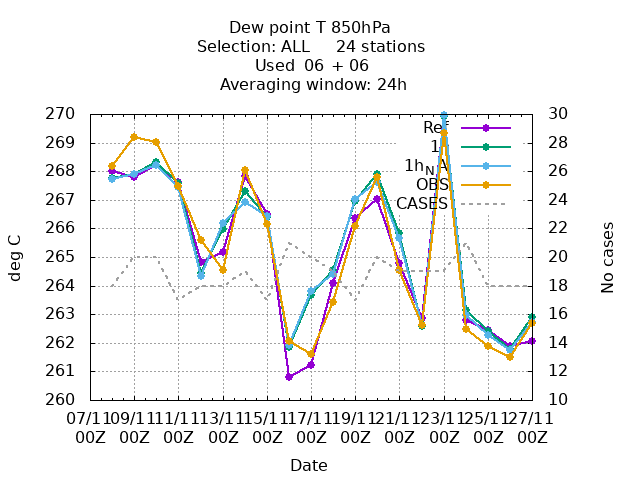 Dew point T 850hPa
Selection: ALL     24 stations
Used  06 + 06
Averaging window: 24h
270
269
268
267
266
265
264
263
262
261
260
deg C
30
28
26
24
22
20
18
16
14
12
10
No cases
Ref
1h_NA
OBS
CASES
07/11 09/11 11/11 13/11 15/11 17/11 19/11 21/11 23/11 25/11 27/11
00Z 00Z 00Z 00Z 00Z 00Z 00Z 00Z 00Z 00Z 00Z
Date